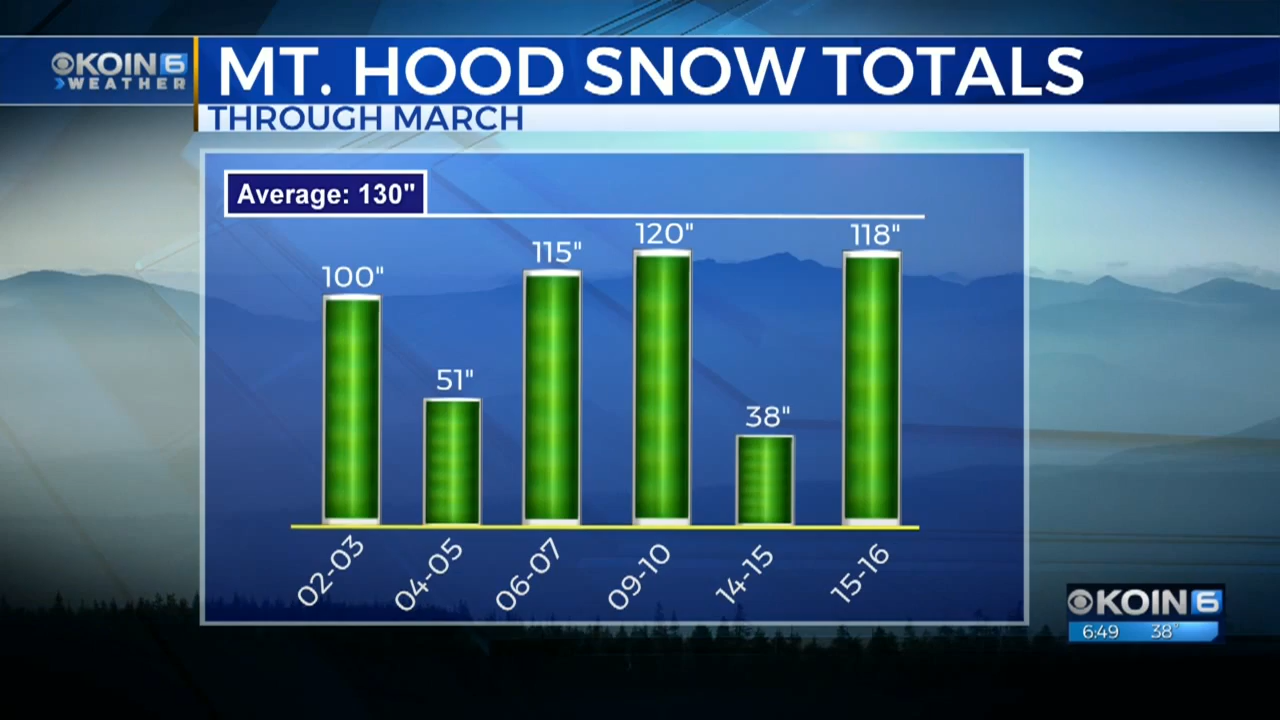 KOIN 6
WEATHER
MT. HOOD SNOW TOTALS
THROUGH MARCH
Average: 130"
100"
51"
115"
120"
38"
118"
02-03
04-05
06-07
09-10
14-15
15-16
KOIN 6
6:49 38°